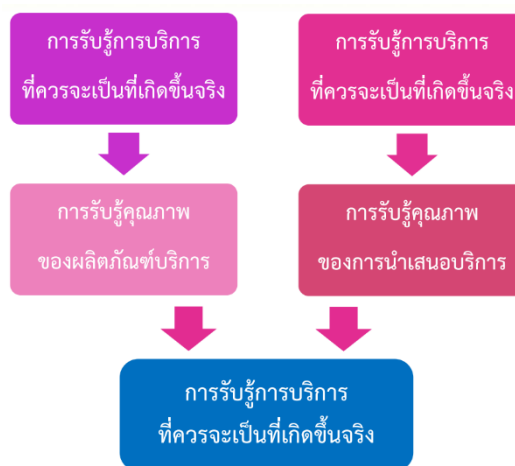 การรับรู้การบริการ
ที่ควรจะเป็นที่เกิดขึ้นจริง
การรับรู้การบริการ
ที่ควรจะเป็นที่เกิดขึ้นจริง
การรับรู้คุณภาพ
ของผลิตภัณฑ์บริการ
การรับรู้คุณภาพ
ของการนำเสนอบริการ
การรับรู้การบริการ
ที่ควรจะเป็นที่เกิดขึ้นจริง